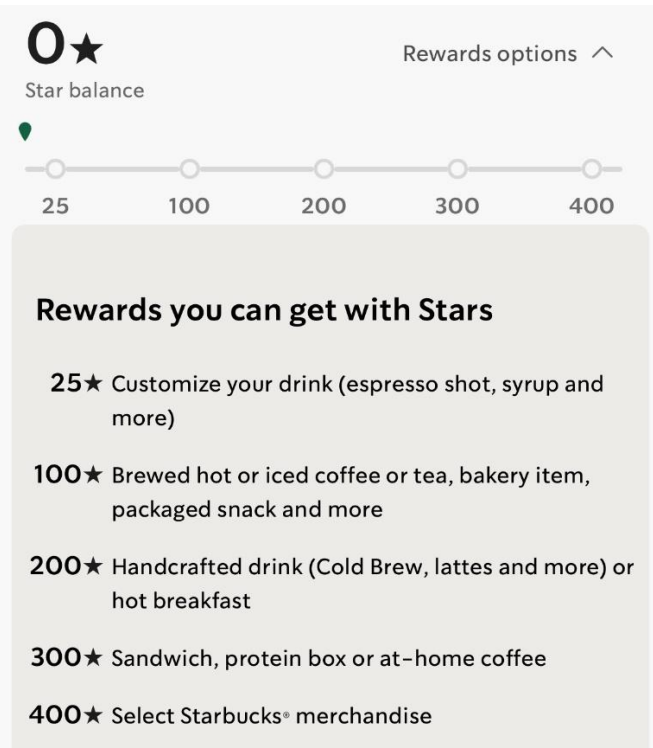 0★
Rewards options
Star balance
25 100 200 300 400
Rewards you can get with Stars
25★ Customize your drink (espresso shot, syrup and
more)
100★ Brewed hot or iced coffee or tea, bakery item,
packaged snack and more
200★ Handcrafted drink (Cold Brew, lattes and more) or
hot breakfast
300★ Sandwich, protein box or at-home coffee
400★ Select Starbucks® merchandise